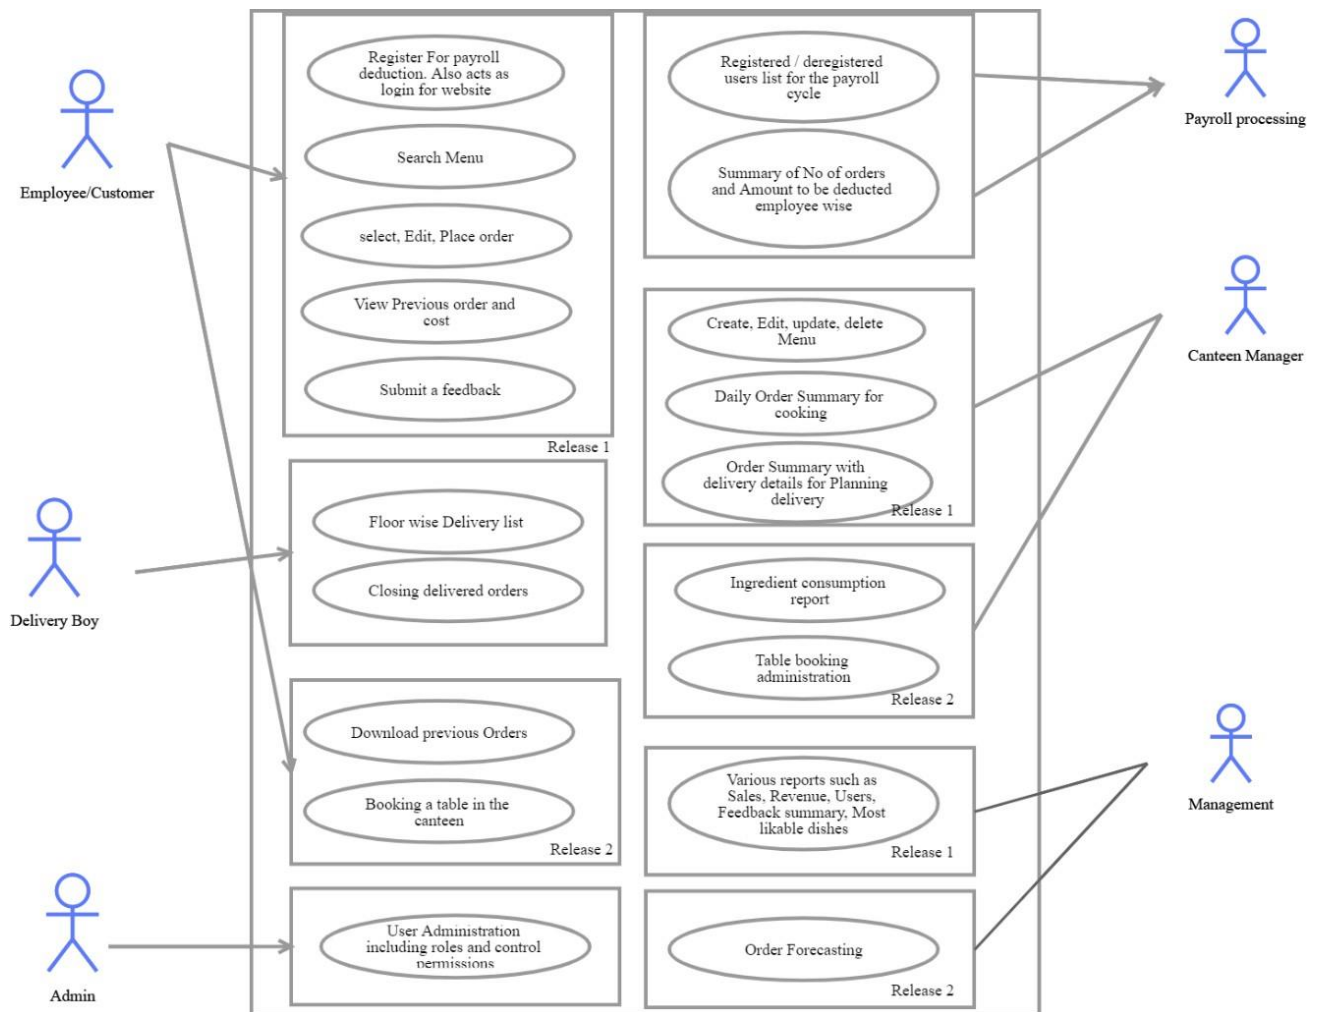 Register For payroll
deduction. Also acts as
login for website
Search Menu
select, Edit, Place order
View Previous order and
cost
Submit a feedback
Release 1
Employee/Customer
Floor wise Delivery list
Closing delivered orders
Delivery Boy
Download previous Orders
Booking a table in the
canteen
Release 2
User Administration
including roles and control
permissions
Admin
Registered / deregistered
users list for the payroll
cycle
Summary of No of orders
and Amount to be deducted
employee wise
Payroll processing
Create, Edit, update, delete
Menu
Daily Order Summary for
cooking
Order Summary with
delivery details for Planning
delivery
Release 1
Canteen Manager
Ingredient consumption
report
Table booking
administration
Release 2
Various reports such as
Sales, Revenue, Users,
Feedback summary, Most
likable dishes
Release 1
Management
Order Forecasting
Release 2